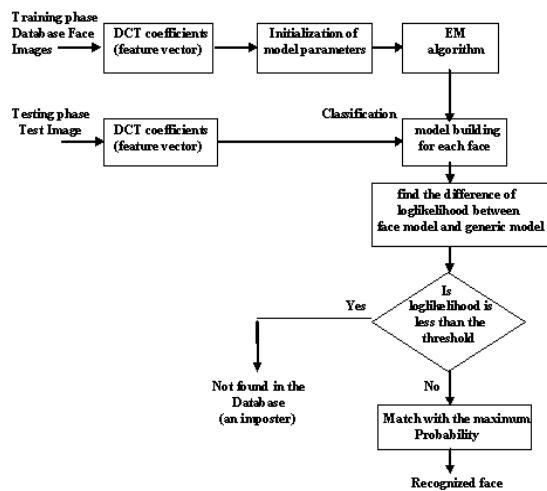 Training phase
Database Face
Images
DCT coefficients
(feature vector)
Initialization of
model parameters
EM
algorithm
Testing phase
Test Image
DCT coefficients
(feature vector)
Classification
model building
for each face
find the difference of
loglikelihood between
face model and generic model
Is
loglikelihood is
less than the
threshold
Yes
Not found in the
Database
(an imposter)
No
Match with the maximum
Probability
Recognized face